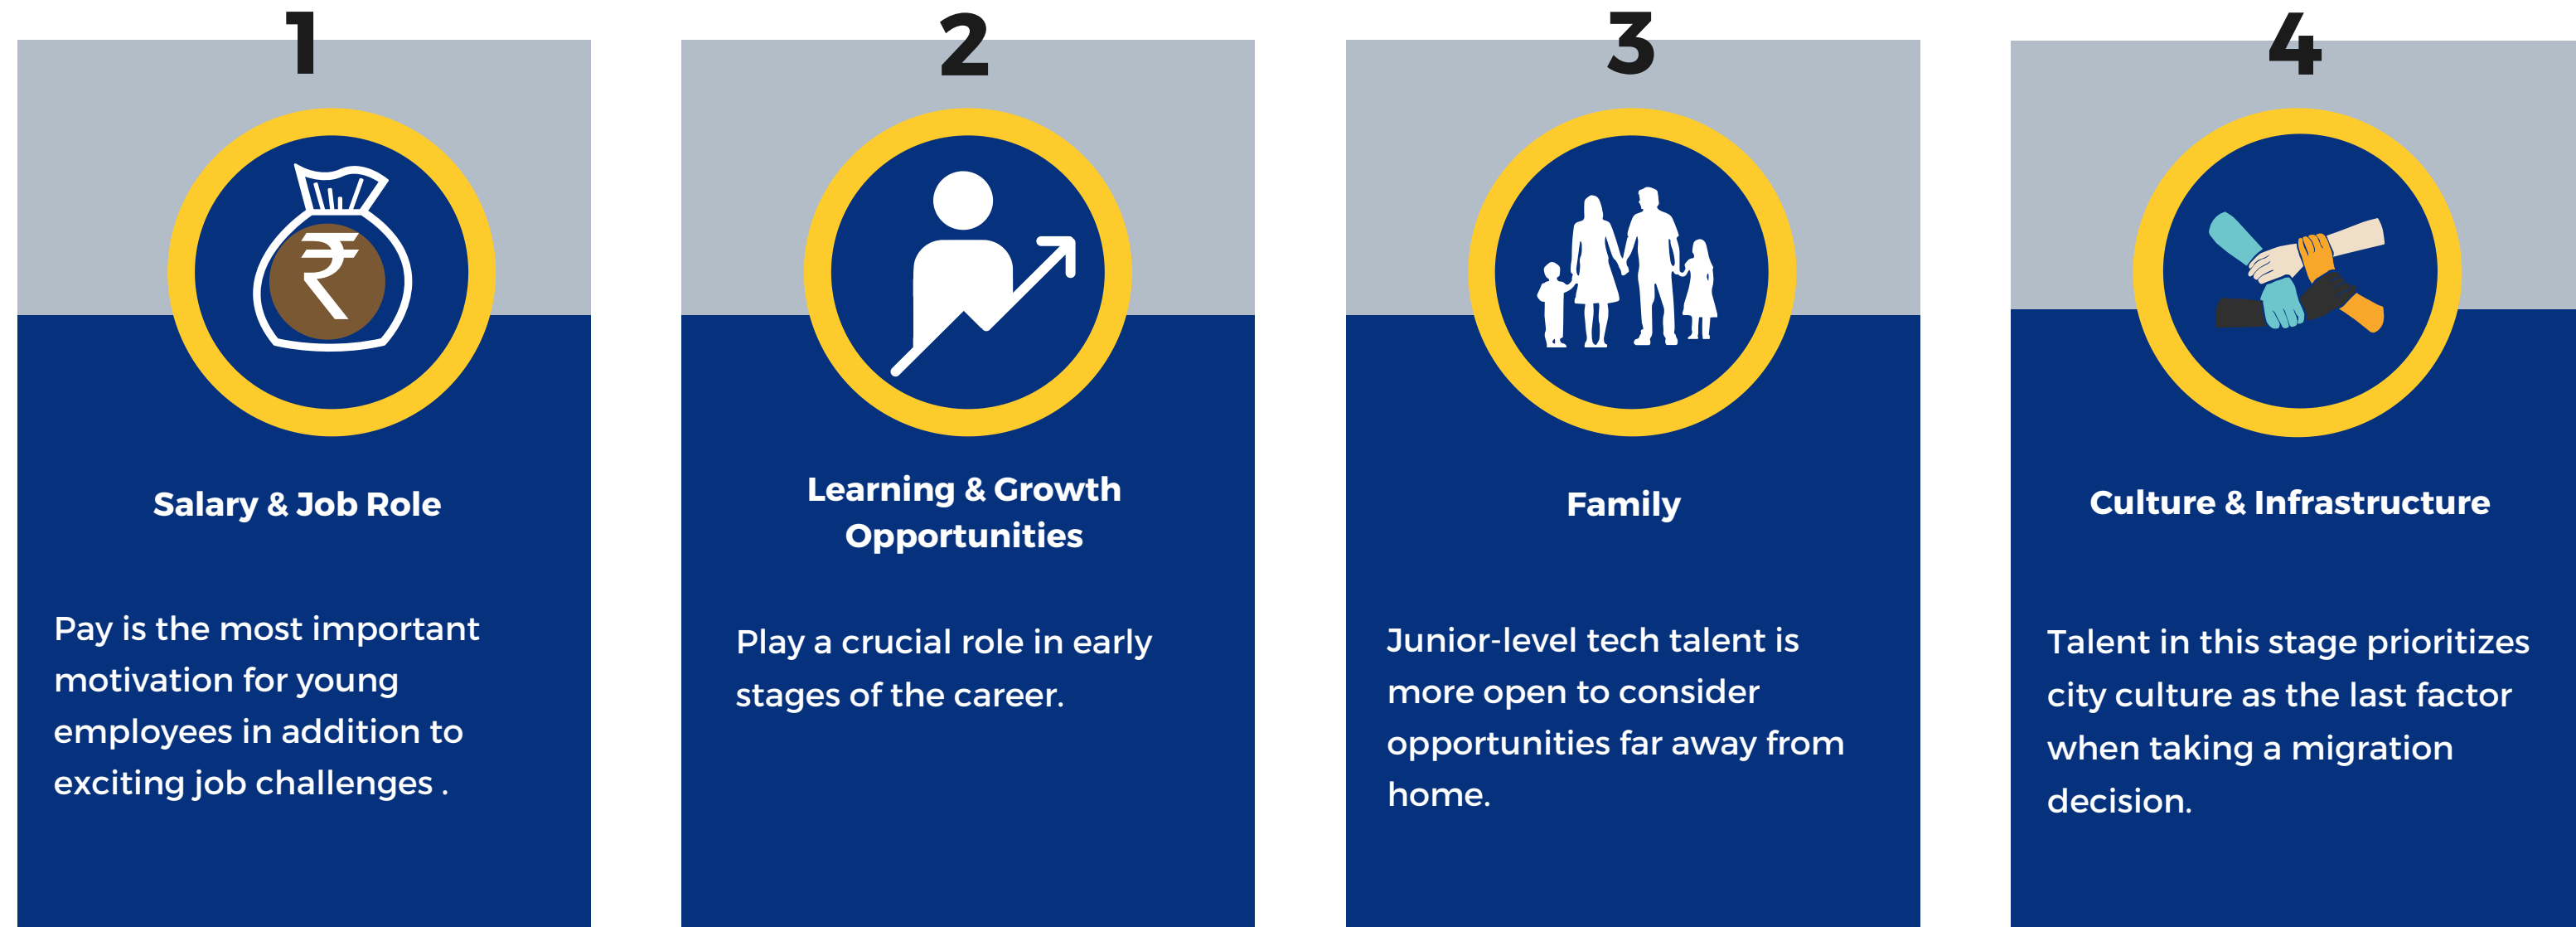 1
Salary & Job Role
Pay is the most important
motivation for young
employees in addition to
exciting job challenges .
2
Learning & Growth
Opportunities
Play a crucial role in early
stages of the career.
3
Family
Junior-level tech talent is
more open to consider
opportunities far away from
home.
4
Culture & Infrastructure
Talent in this stage prioritizes
city culture as the last factor
when taking a migration
decision.
₹